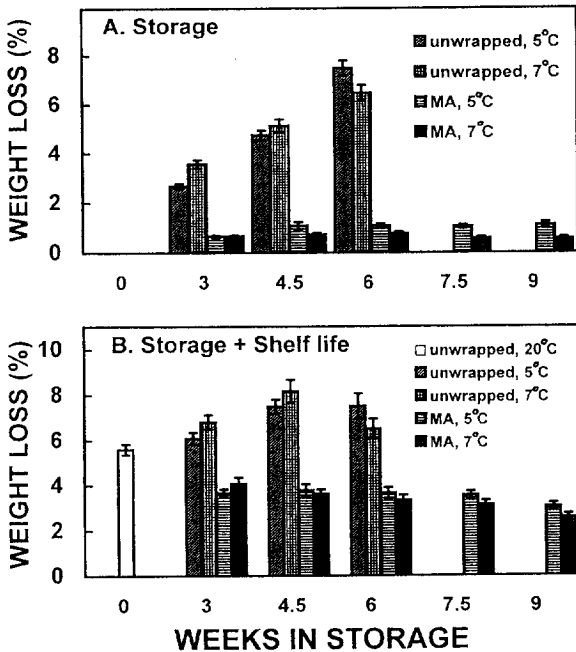 A. Storage
WEIGHT LOSS (%)
8
6
4
2
0
unwrapped, 5°C
unwrapped, 7°C
MA, 5°C
MA, 7°C
0 3 4.5 6 7.5 9
B. Storage + Shelf life
WEIGHT LOSS (%)
10
8
6
4
2
0
unwrapped, 20°C
unwrapped, 5°C
unwrapped, 7°C
MA, 5°C
MA, 7°C
0 3 4.5 6 7.5 9
WEEKS IN STORAGE